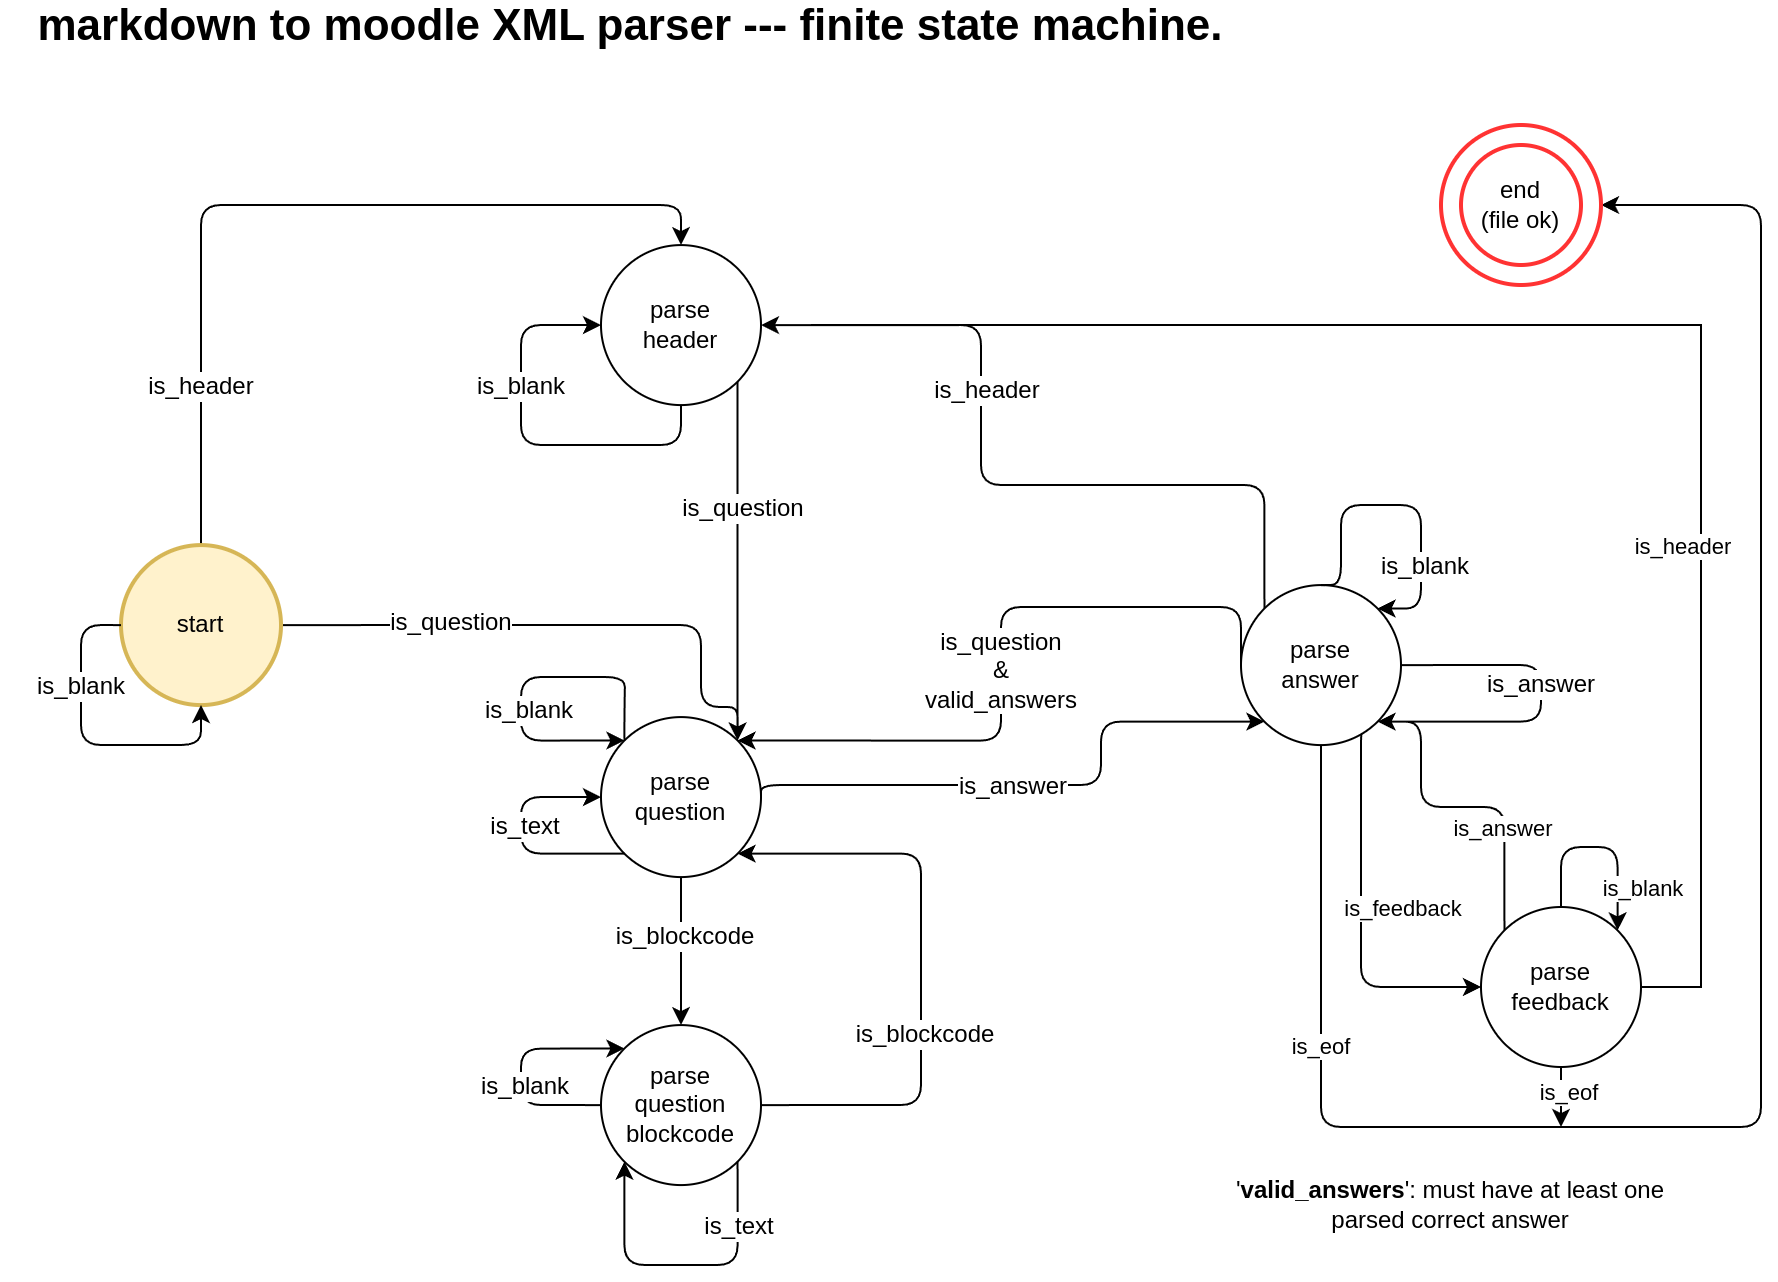 markdown to moodle XML parser --- finite state machine.
end
(file ok)
parse
header
is_header
is_blank
is_header
is_question
is_header
is_blank
start
is_question
is_blank
is_question
&
valid_answers
parse
answer
is_answer
is_blank
parse
question
is_text
is_answer
is_answer
is_blank
is_feedback
is_blockcode
parse
feedback
is_blockcode
is_eof
is_blank
parse
question
blockcode
is_eof
is_text
'valid_answers': must have at least one
parsed correct answer